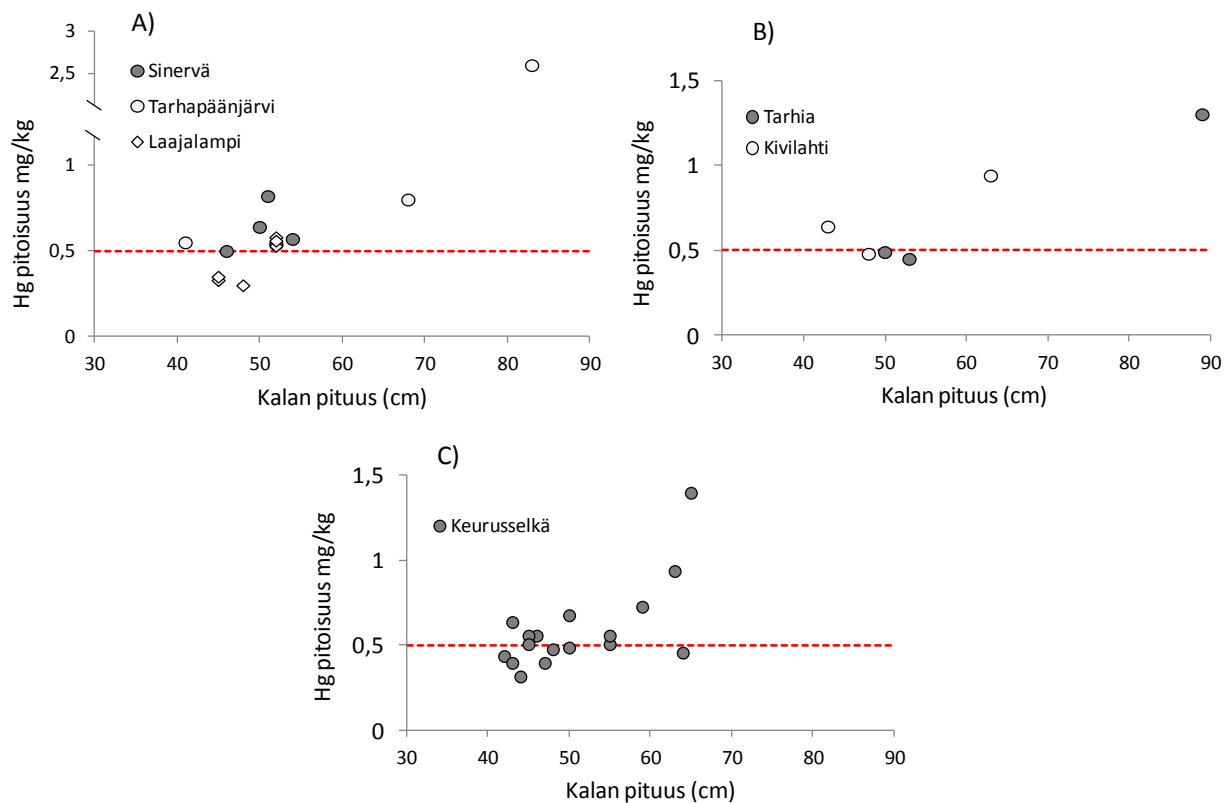 A)
3
2,5
1
0,5
0
Sinervä
Tarhapäänjärvi
Laajalampi
Hg pitoisuus mg/kg
30 40 50 60 70 80 90
Kalan pituus (cm)
B)
1,5
1
0,5
0
Tarhia
Kivilahti
Hg pitoisuus mg/kg
30 40 50 60 70 80 90
Kalan pituus (cm)
C)
1,5
1
0,5
0
Keurusselkä
Hg pitoisuus mg/kg
30 40 50 60 70 80 90
Kalan pituus (cm)